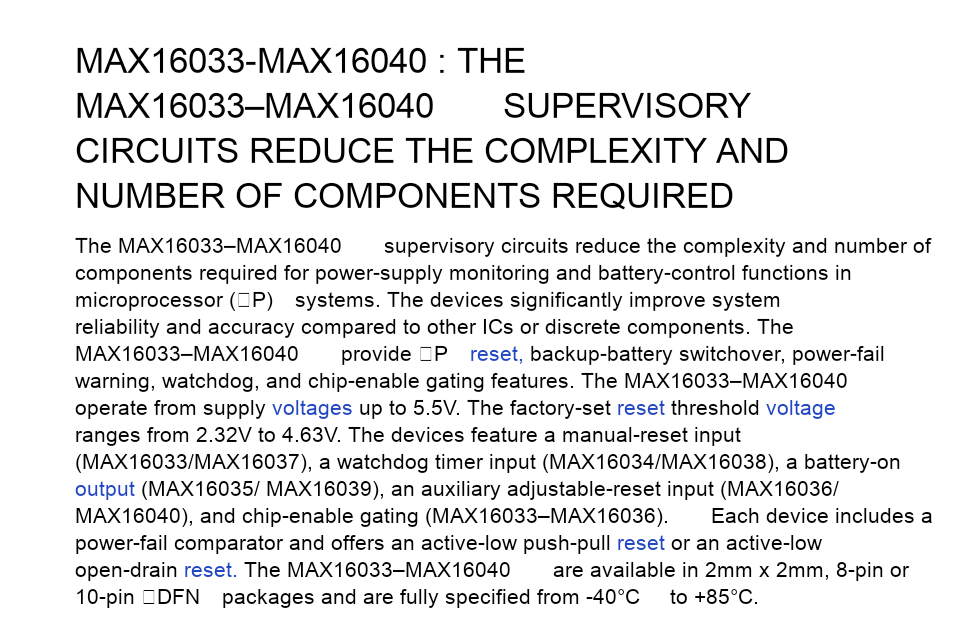 MAX16033-MAX16040 : THE
MAX16033–MAX16040 SUPERVISORY
CIRCUITS REDUCE THE COMPLEXITY AND
NUMBER OF COMPONENTS REQUIRED
The MAX16033–MAX16040 supervisory circuits reduce the complexity and number of
components required for power-supply monitoring and battery-control functions in
microprocessor (□P) systems. The devices significantly improve system
reliability and accuracy compared to other ICs or discrete components. The
MAX16033–MAX16040 provide □P reset, backup-battery switchover, power-fail
warning, watchdog, and chip-enable gating features. The MAX16033–MAX16040
operate from supply voltages up to 5.5V. The factory-set reset threshold voltage
ranges from 2.32V to 4.63V. The devices feature a manual-reset input
(MAX16033/MAX16037), a watchdog timer input (MAX16034/MAX16038), a battery-on
output (MAX16035/ MAX16039), an auxiliary adjustable-reset input (MAX16036/
MAX16040), and chip-enable gating (MAX16033–MAX16036). Each device includes a
power-fail comparator and offers an active-low push-pull reset or an active-low
open-drain reset. The MAX16033–MAX16040 are available in 2mm x 2mm, 8-pin or
10-pin □DFN packages and are fully specified from -40°C to +85°C.